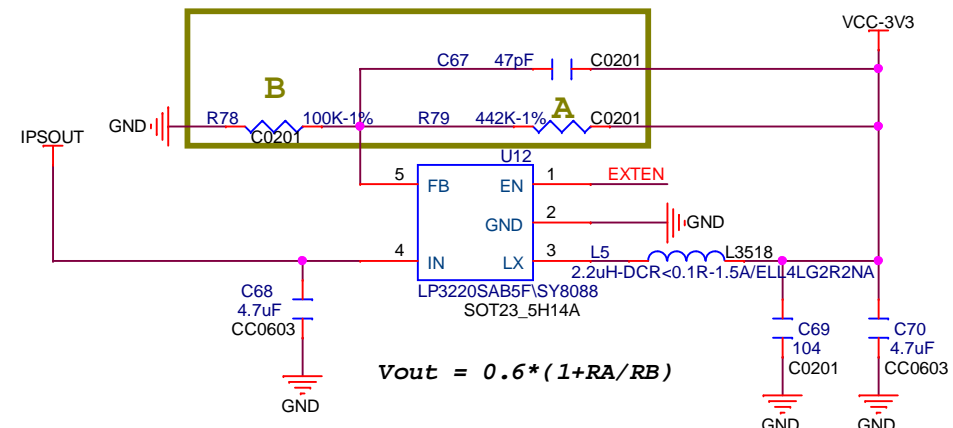 VCC-3V3
C67 47pF C0201
B
A
GND R78 100K-1% R79 442K-1% C0201
C0201
IPSOUT
U12
5 FB EN 1 EXTEN
GND 2 GND
4 IN LX 3 L5 L3518
2.2uH-DCR<0.1R-1.5A/ELL4LG2R2NA
LP3220SAB5F\SY8088
SOT23_5H14A
C68
4.7uF
CC0603
C69
104
C0201
C70
4.7uF
CC0603
Vout = 0.6*(1+RA/RB)
GND
GND
GND